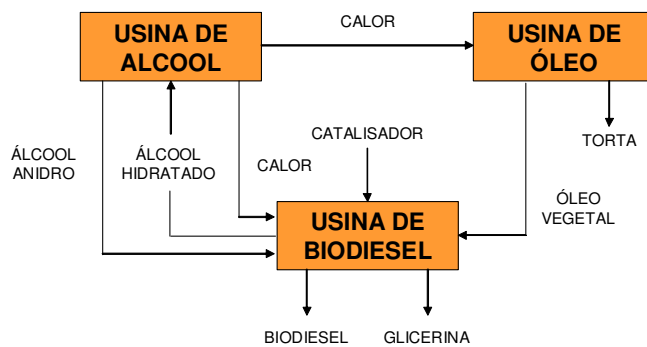 USINA DE
ALCOOL
CALOR
USINA DE
ÓLEO
ÁLCOOL
ANIDRO
ÁLCOOL
HIDRATADO
CALOR
CATALISADOR
TORTA
ÓLEO
VEGETAL
USINA DE
BIODIESEL
BIODIESEL
GLICERINA